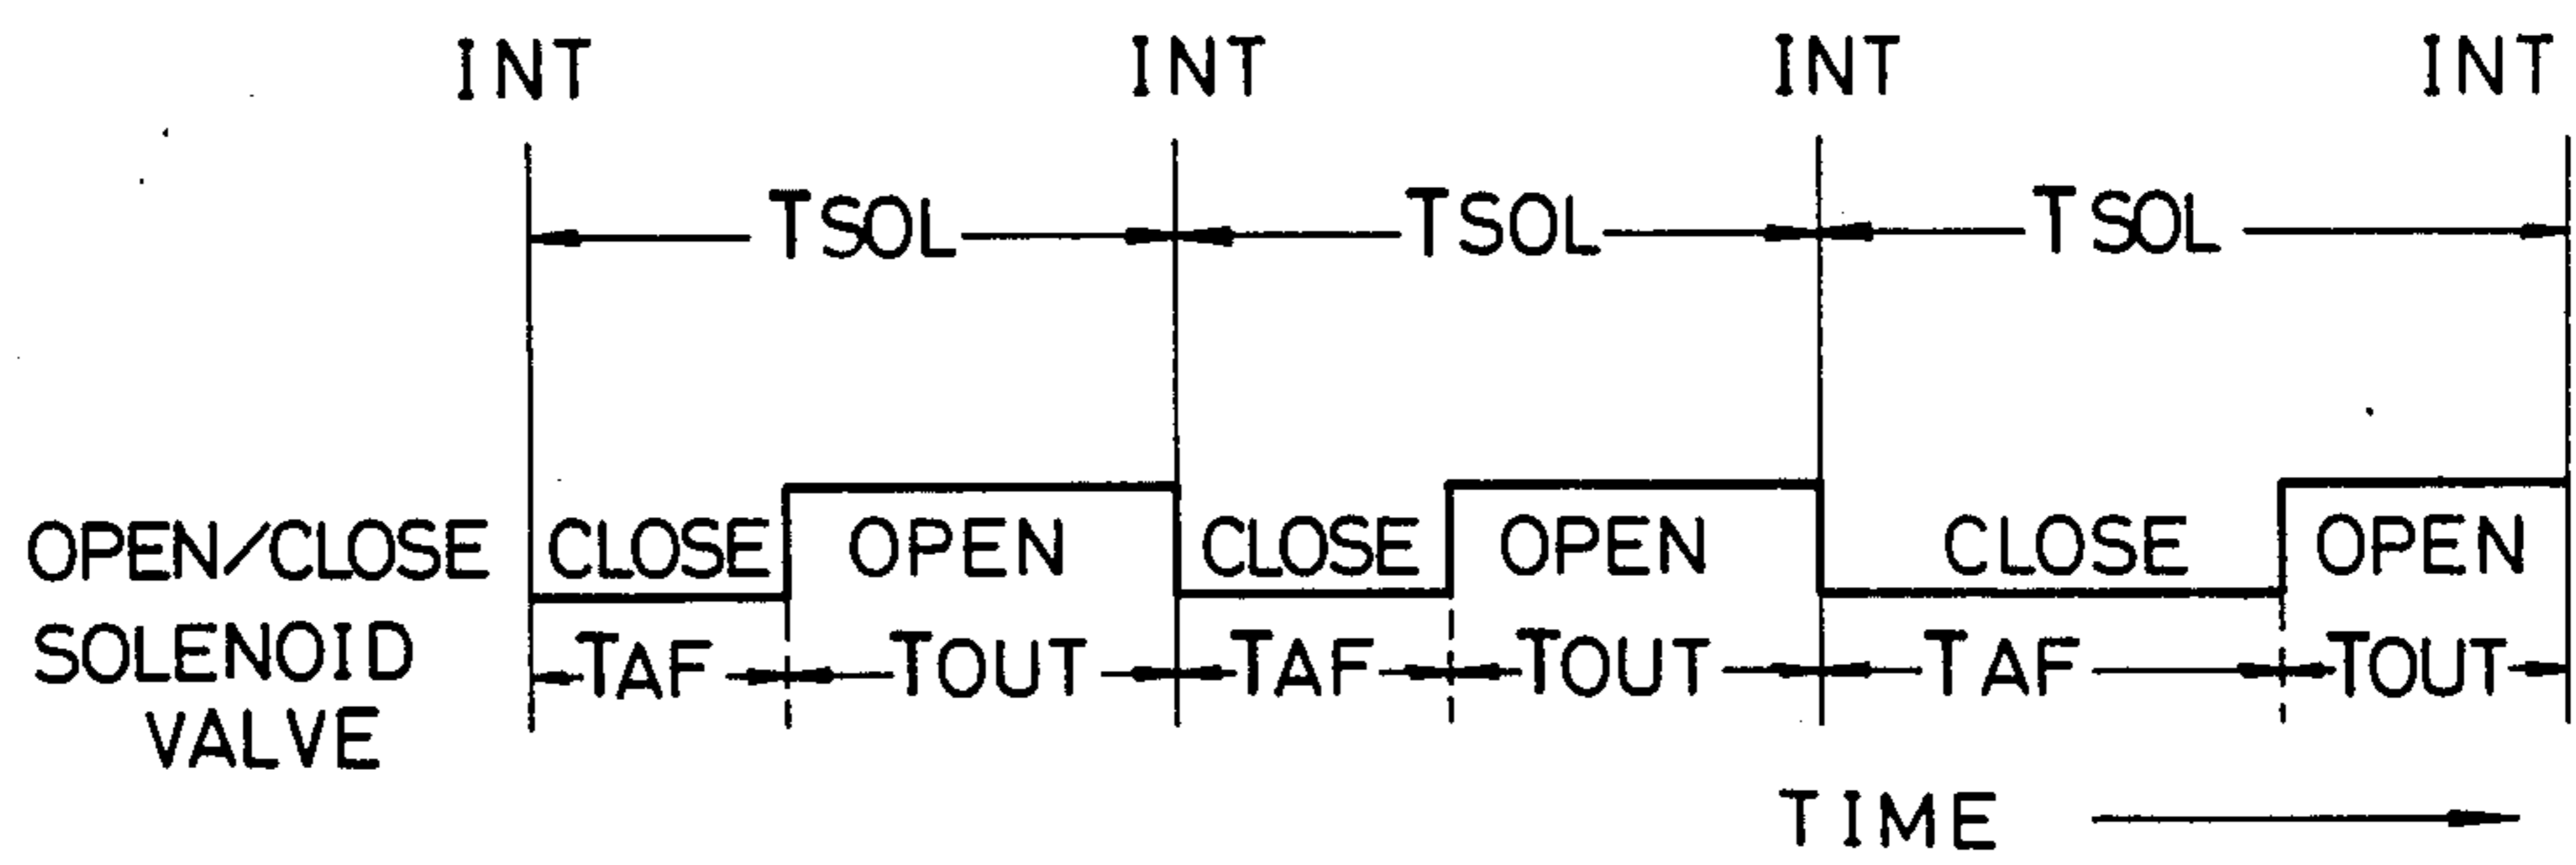 INT INT INT INT
TSOL TSOL TSOL
OPEN/CLOSE CLOSE OPEN CLOSE OPEN CLOSE OPEN
SOLENOID TAF TOUT TAF TOUT TAF TOUT
VALVE
TIME